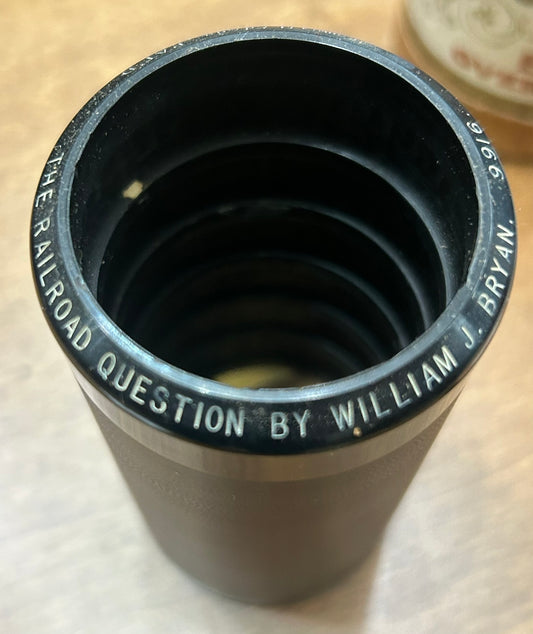 THE RAILROAD QUESTION BY WILLIAM J. BRYAN.
9916